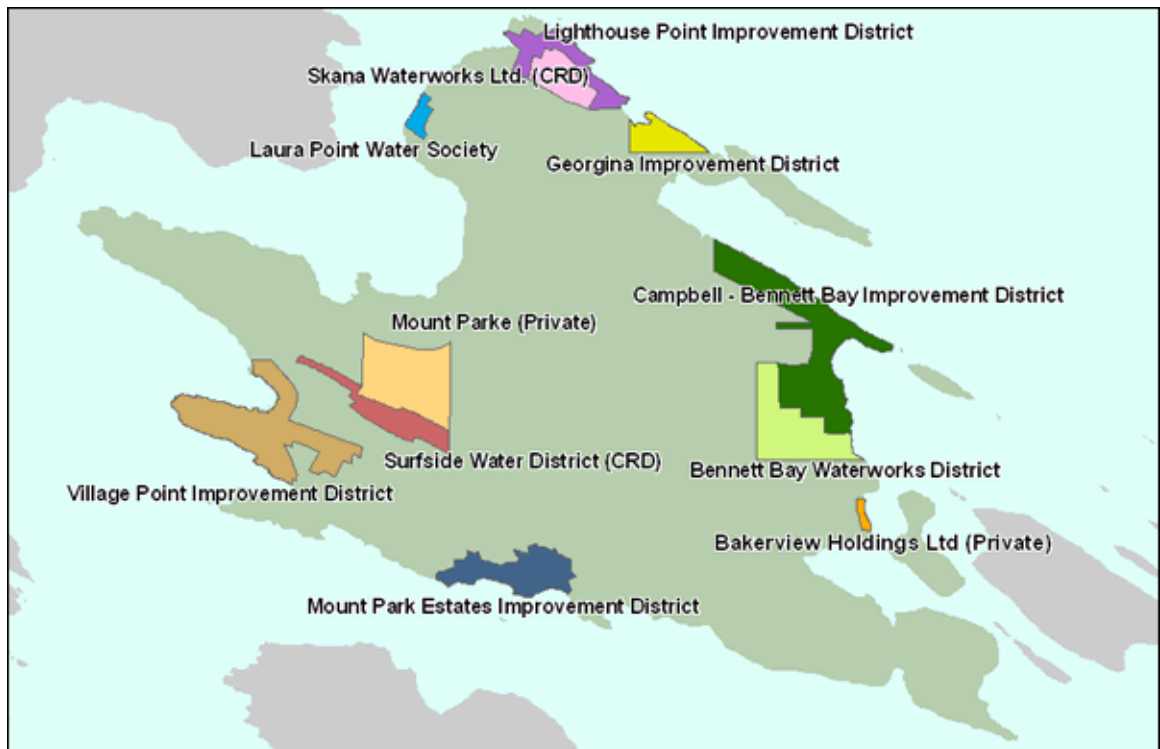 Lighthouse Point Improvement District
Skana Waterworks Ltd. (CRD)
Laura Point Water Society
Georgina Improvement District
Campbell - Bennett Bay Improvement District
Mount Parke (Private)
Surfside Water District (CRD)
Bennett Bay Waterworks District
Village Point Improvement District
Bakerview Holdings Ltd (Private)
Mount Park Estates Improvement District